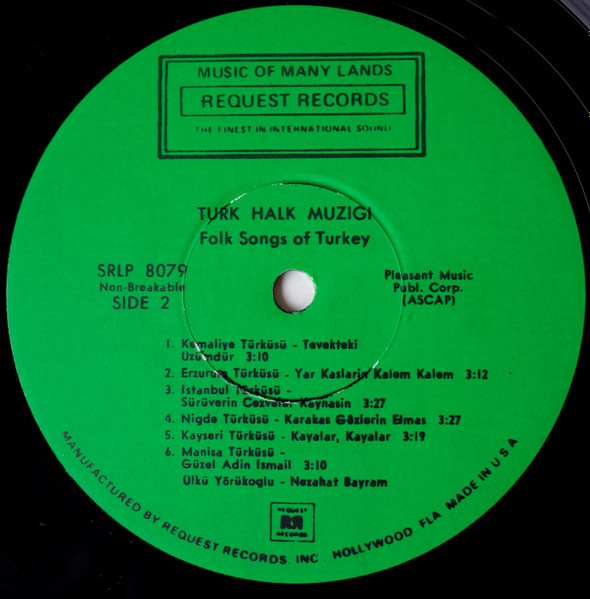 MUSIC OF MANY LANDS
REQUEST RECORDS
THE FINEST IN INTERNATIONAL SOUND
TURK HALK MUZIGI
Folk Songs of Turkey
SRLP 8079
Non-Breakable
SIDE 2
Pleasant Music
Publ. Corp.
(ASCAP)
1. Kemaliye Türküsü - Tevekteki
Üzümdür 3:10
2. Erzurum Türküsü - Yar Kaslarin Kalem Kalem 3:12
3. Istanbul Türküsü -
Sürüverin Cezveler Kaynasin 3:27
4. Nigde Türküsü - Karakas Gözlerin Elmas 3:27
5. Kayseri Türküsü - Kayalar, Kayalar 3:19
6. Manisa Türküsü -
Güzel Adin Ismail 3:10
Ülkü Yörükoglu - Nezahat Bayram
REQUEST
RR
RECORDS
MANUFACTURED BY REQUEST RECORDS, INC. HOLLYWOOD FLA MADE IN USA